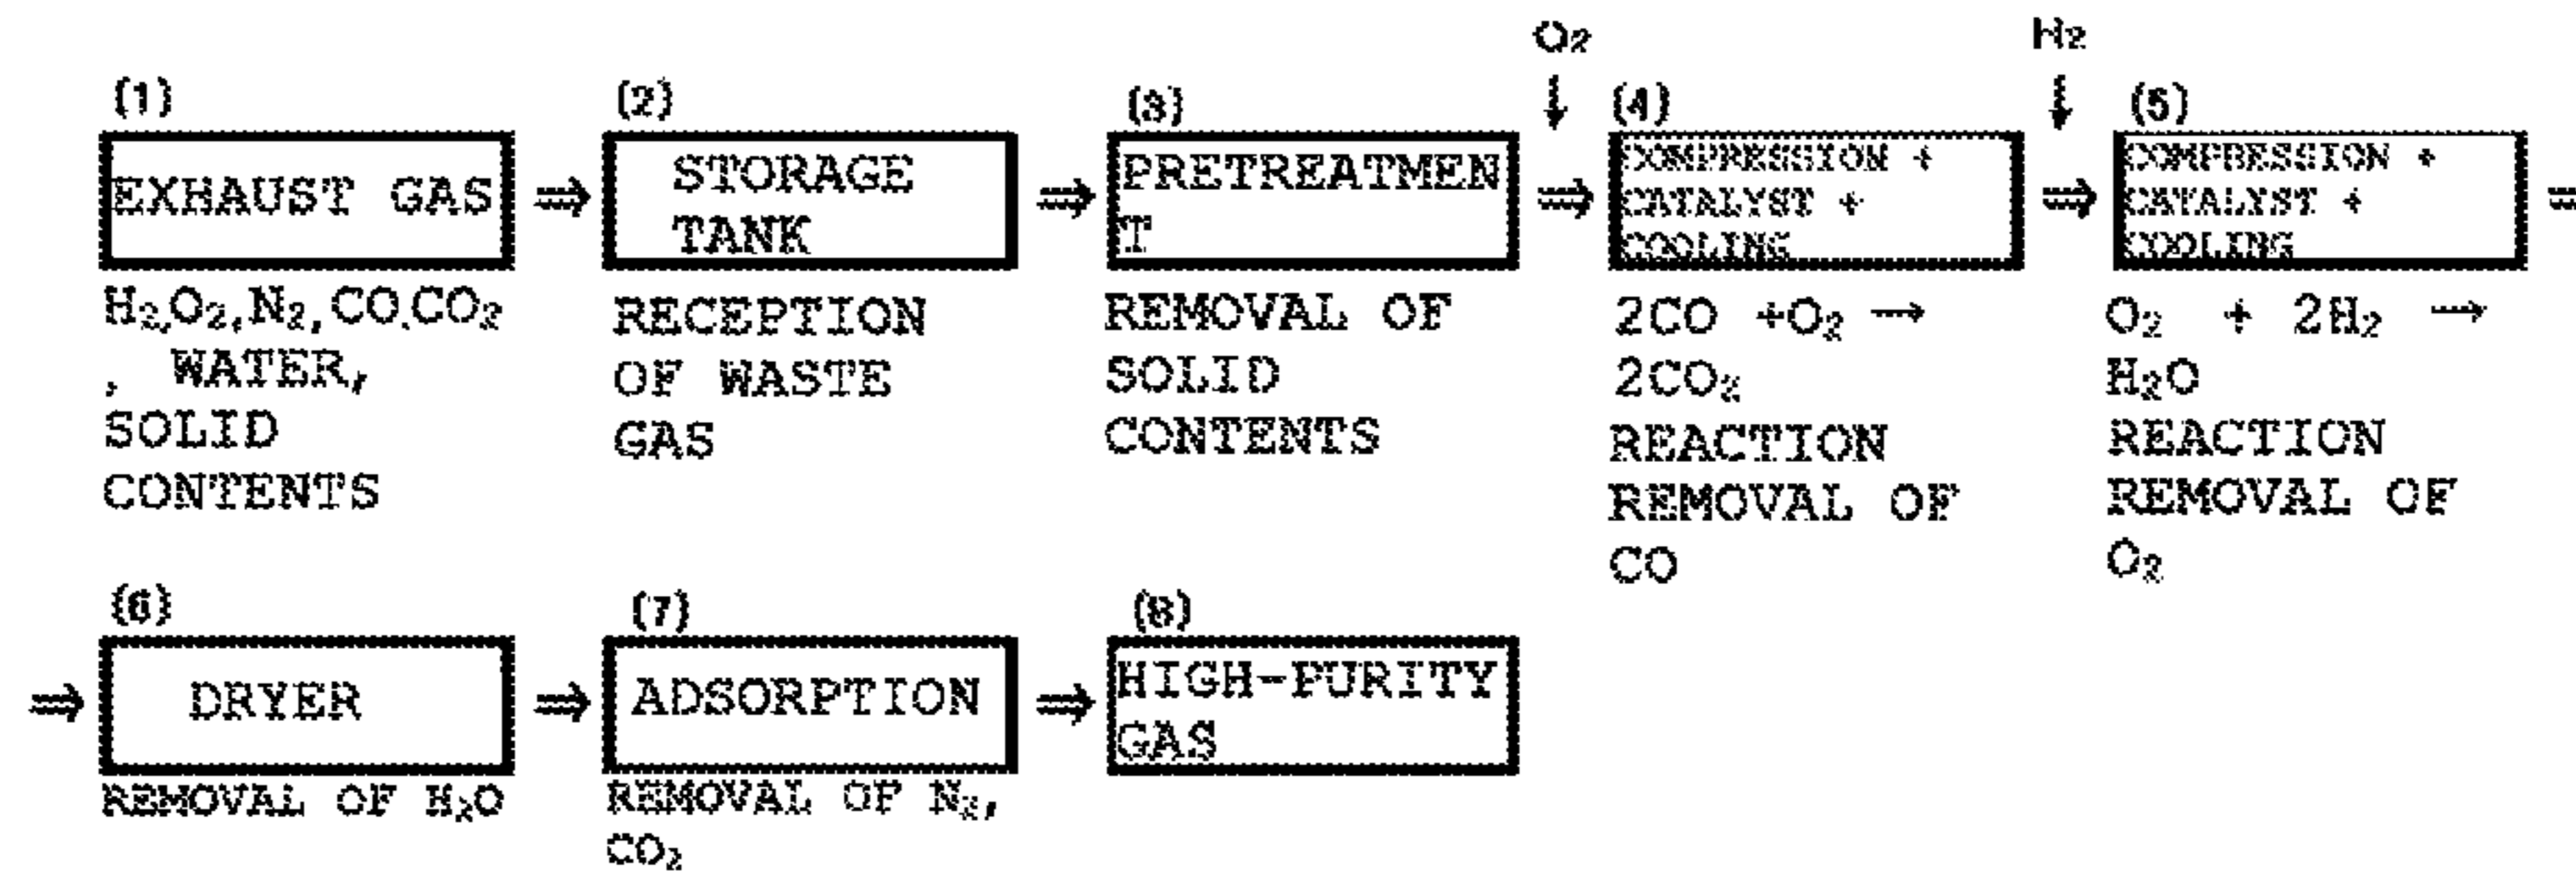 O₂
H₂
(1)
(2)
(3)
(4)
(5)
EXHAUST GAS
STORAGE
TANK
PRETREATMEN
T
COMPRESSION +
CATALYST +
COOLING
COMPRESSION +
CATALYST +
COOLING
H₂,O₂,N₂,CO,CO₂
, WATER,
SOLID
CONTENTS
RECEPTION
OF WASTE
GAS
REMOVAL OF
SOLID
CONTENTS
2CO +O₂ →
2CO₂
REACTION
REMOVAL OF
CO
O₂ + 2H₂ →
H₂O
REACTION
REMOVAL OF
O₂
(6)
(7)
(8)
DRYER
ADSORPTION
HIGH-PURITY
GAS
REMOVAL OF H₂O
REMOVAL OF N₂,
CO₂